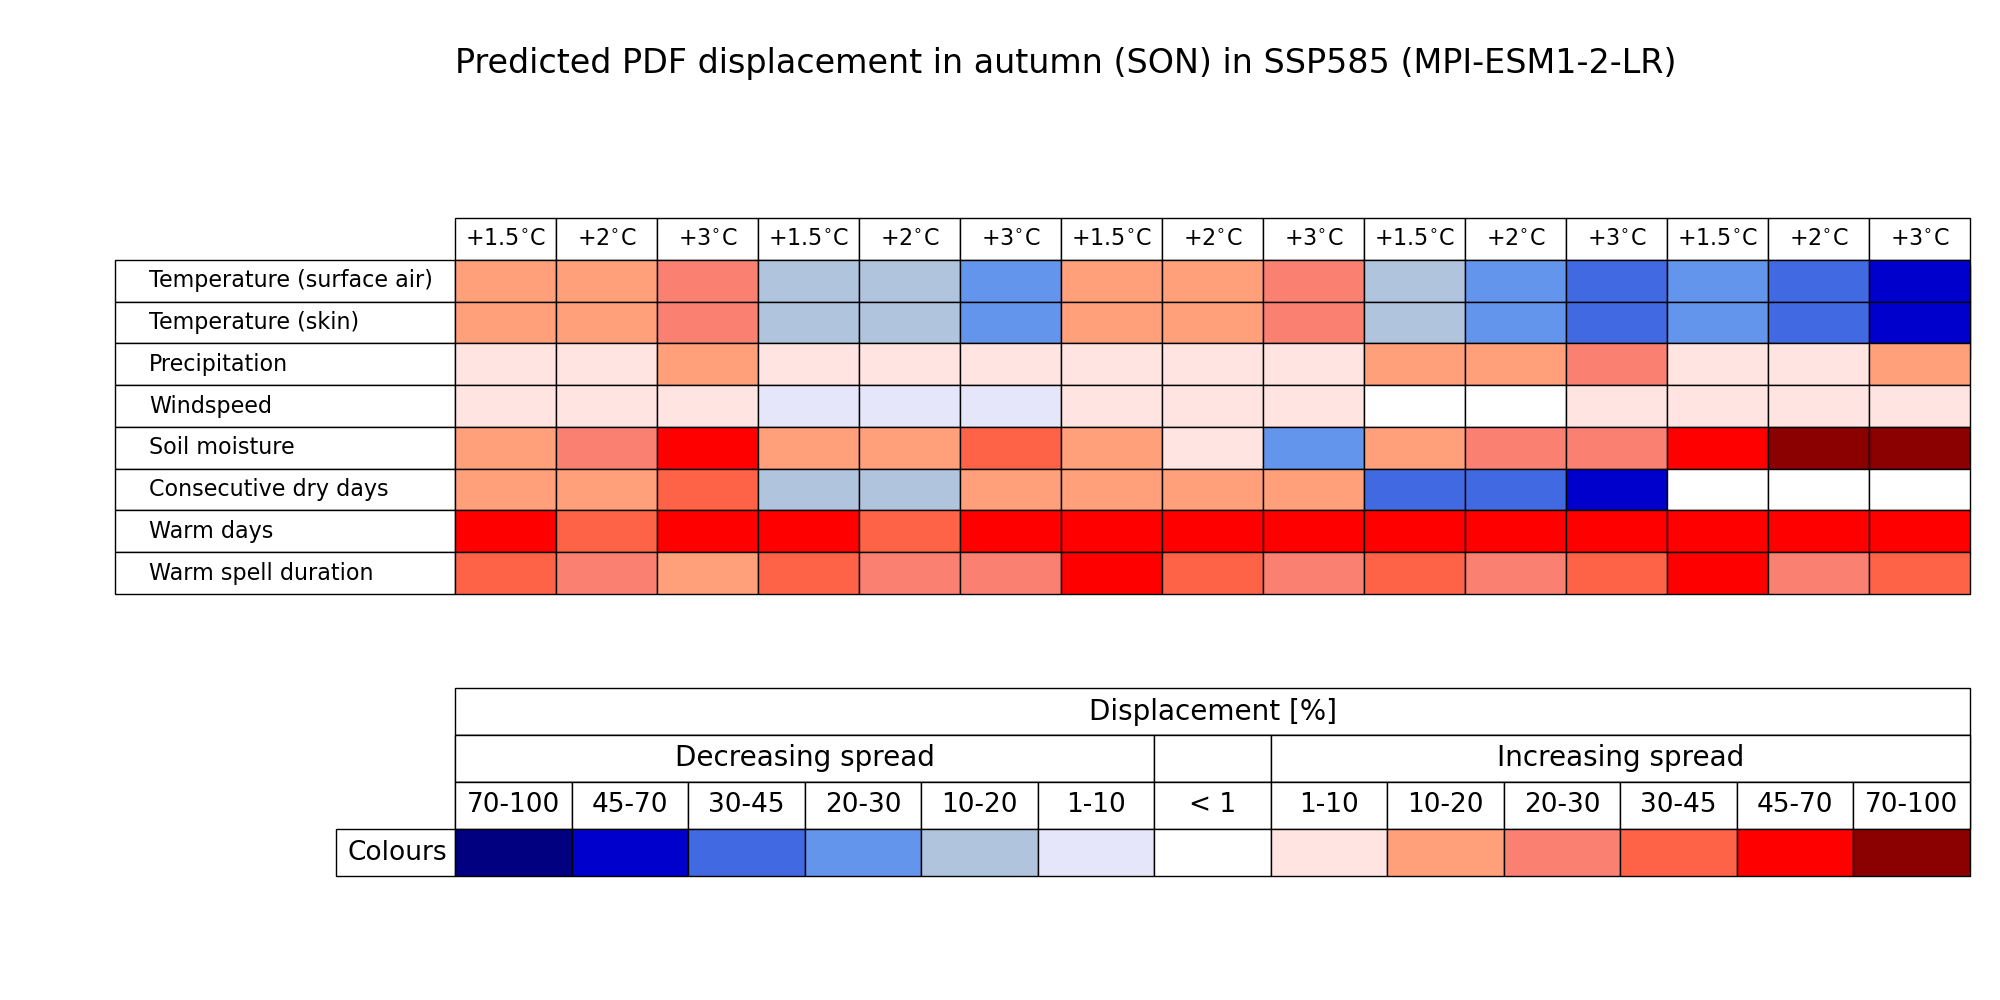 Predicted PDF displacement in autumn (SON) in SSP585 (MPI-ESM1-2-LR)
+1.5°C +2°C +3°C +1.5°C +2°C +3°C +1.5°C +2°C +3°C +1.5°C +2°C +3°C +1.5°C +2°C +3°C
Temperature (surface air)
Temperature (skin)
Precipitation
Windspeed
Soil moisture
Consecutive dry days
Warm days
Warm spell duration
Displacement [%]
Decreasing spread Increasing spread
70-100 45-70 30-45 20-30 10-20 1-10 < 1 1-10 10-20 20-30 30-45 45-70 70-100
Colours